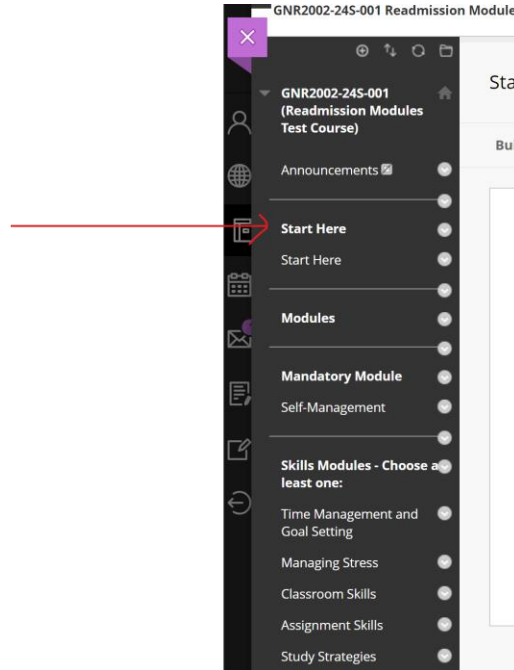 GNR2002-24S-001 Readmission Module
GNR2002-24S-001
(Readmission Modules
Test Course)
Sta
Bui
Announcements
Start Here
Start Here
Modules
Mandatory Module
Self-Management
Skills Modules - Choose a
least one:
Time Management and
Goal Setting
Managing Stress
Classroom Skills
Assignment Skills
Study Strategies